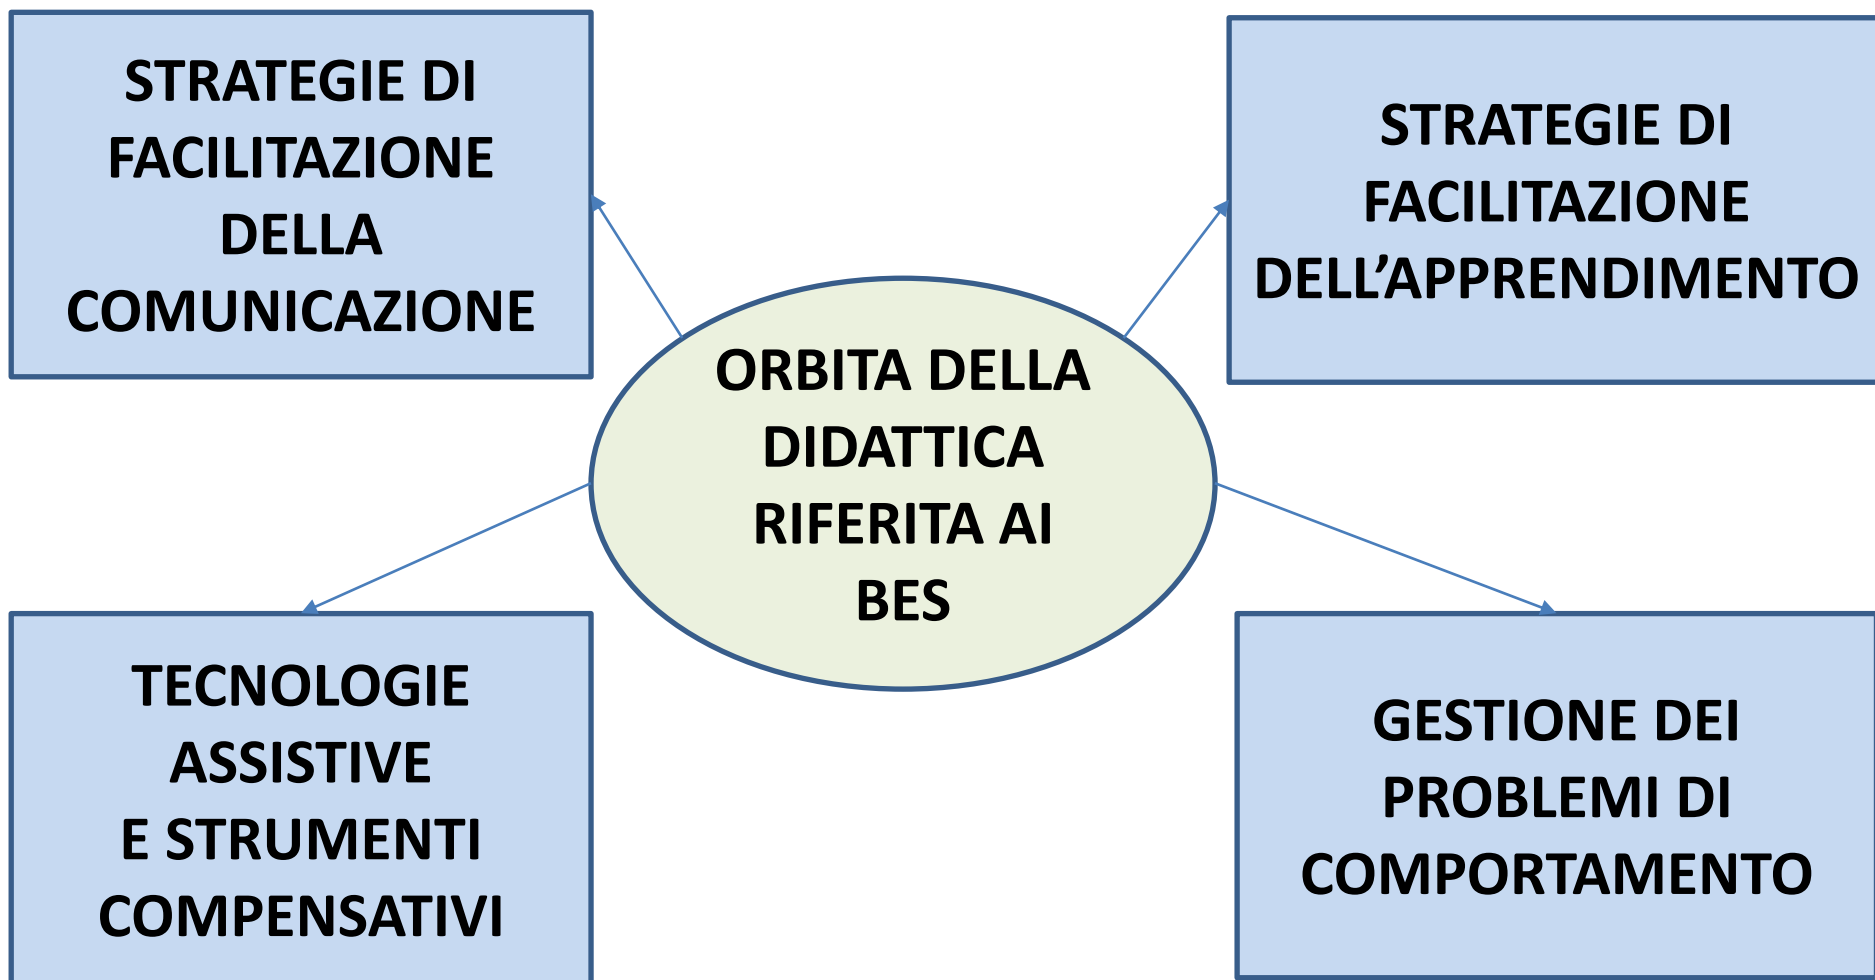 STRATEGIE DI
FACILITAZIONE
DELLA
COMUNICAZIONE
STRATEGIE DI
FACILITAZIONE
DELL’APPRENDIMENTO
ORBITA DELLA
DIDATTICA
RIFERITA AI
BES
TECNOLOGIE
ASSISTIVE
E STRUMENTI
COMPENSATIVI
GESTIONE DEI
PROBLEMI DI
COMPORTAMENTO